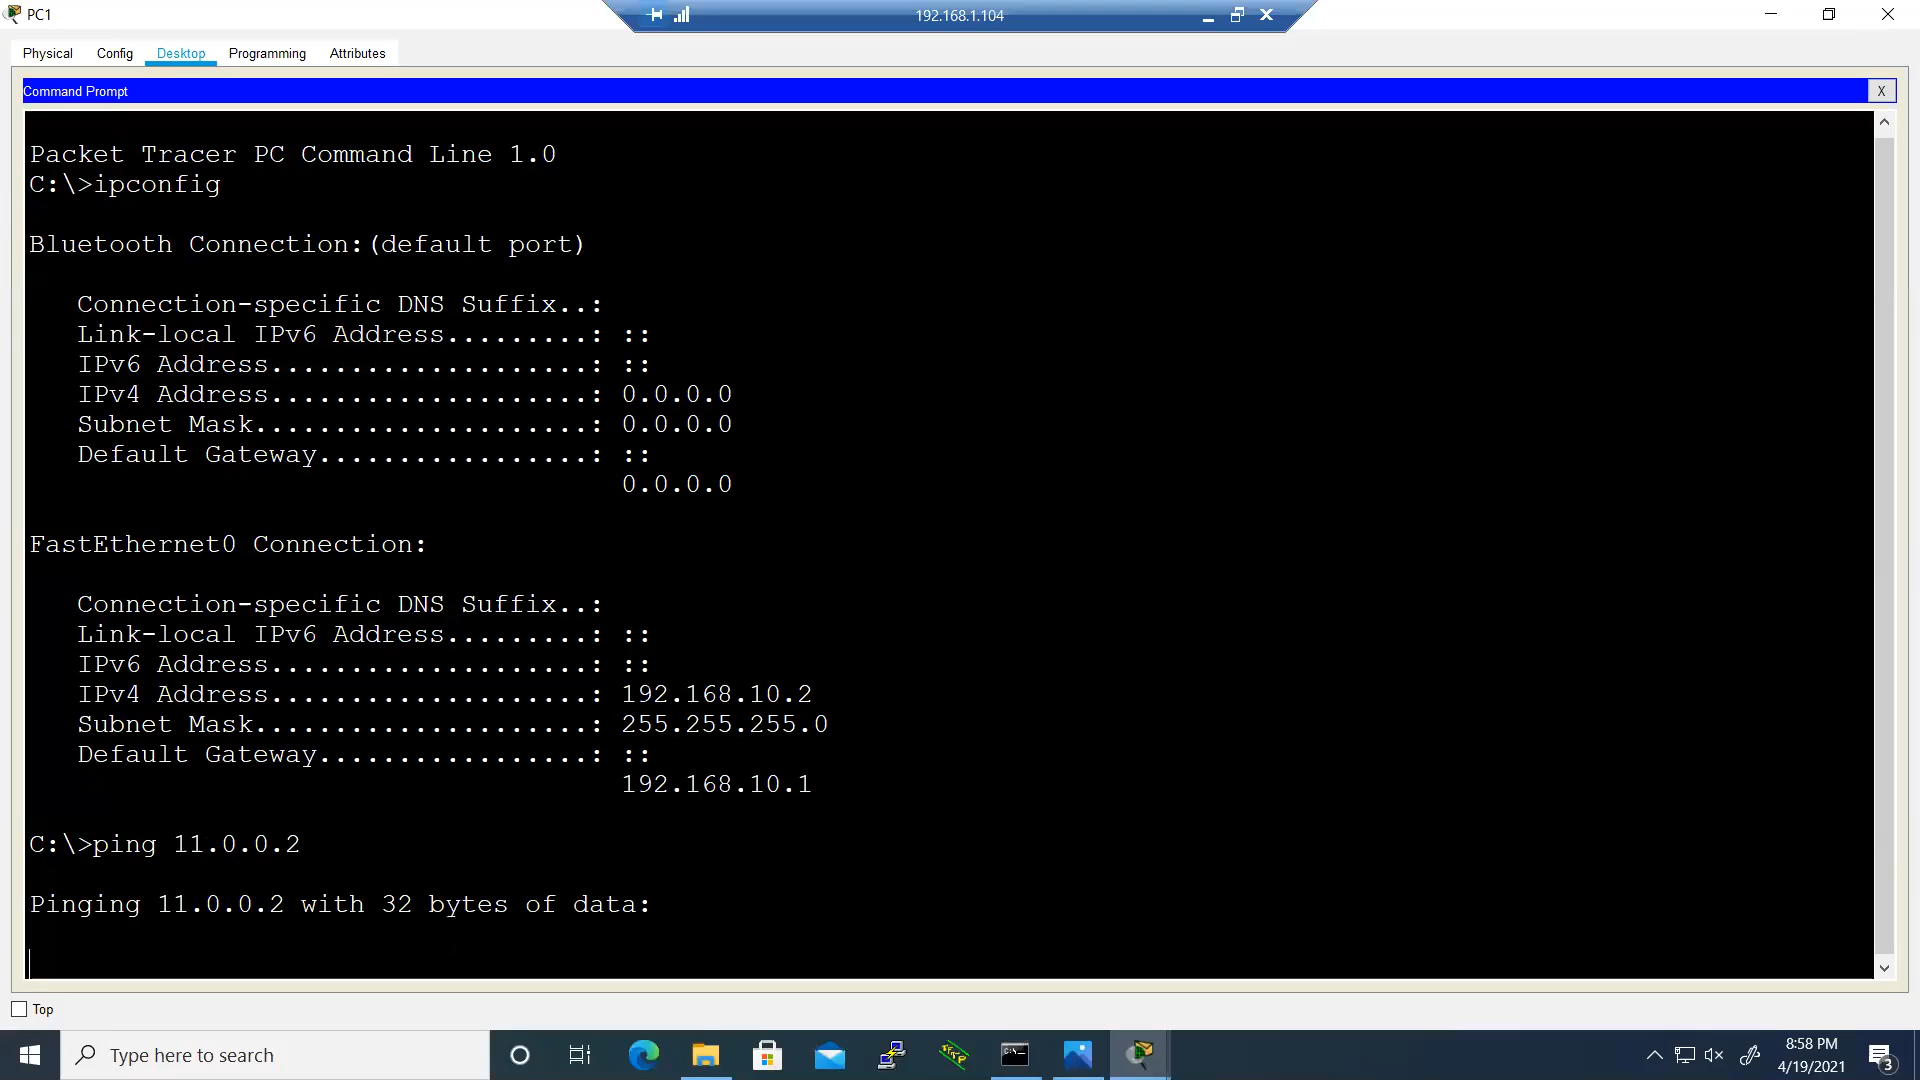 PC1
192.168.1.104
Physical Config Desktop Programming Attributes
Command Prompt X
Packet Tracer PC Command Line 1.0
C:\>ipconfig
Bluetooth Connection:(default port)
Connection-specific DNS Suffix..:
Link-local IPv6 Address.........: ::
IPv6 Address....................: ::
IPv4 Address....................: 0.0.0.0
Subnet Mask.....................: 0.0.0.0
Default Gateway.................: ::
0.0.0.0
FastEthernet0 Connection:
Connection-specific DNS Suffix..:
Link-local IPv6 Address.........: ::
IPv6 Address....................: ::
IPv4 Address....................: 192.168.10.2
Subnet Mask.....................: 255.255.255.0
Default Gateway.................: ::
192.168.10.1
C:\>ping 11.0.0.2
Pinging 11.0.0.2 with 32 bytes of data:
Top
Type here to search
8:58 PM
4/19/2021
3